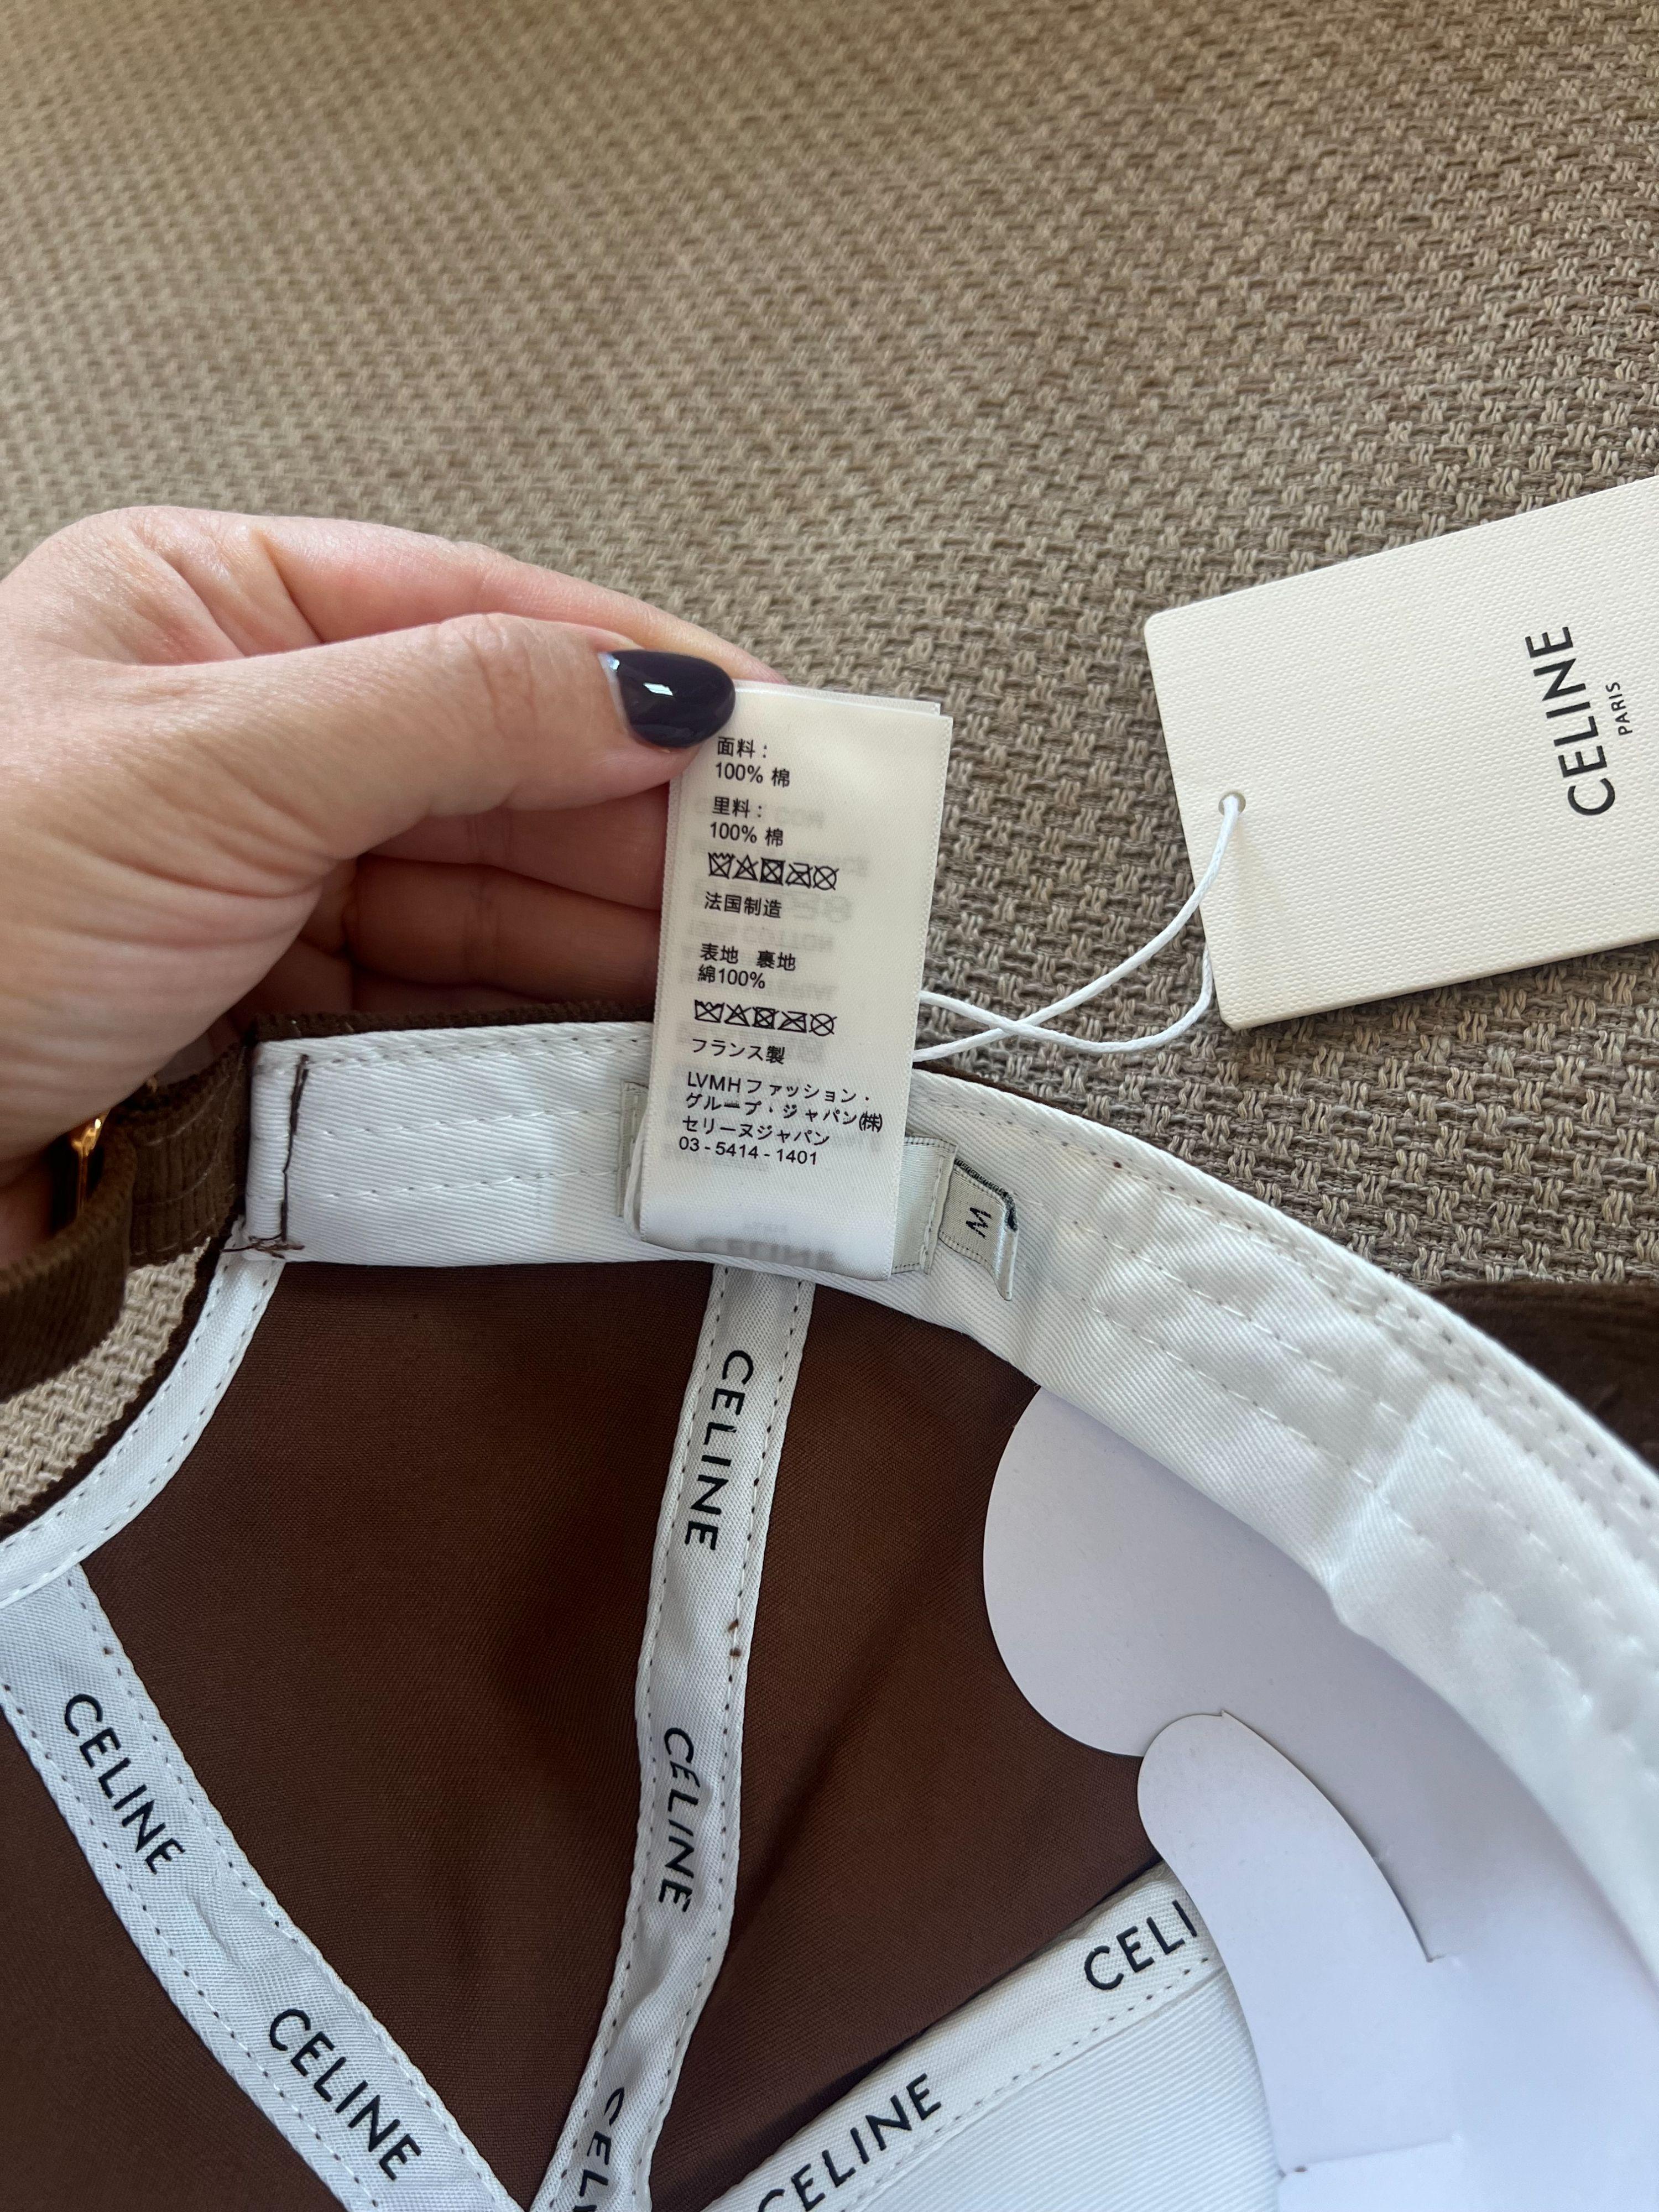 面料：
100% 棉
里料：
100% 棉
法国制造
表地 裏地
綿100%
フランス製
LVMHファッション・
グループ・ジャパン㈱
セリーヌジャパン
03-5414-1401
CELINE
PARIS
M
CELINE
CELINE
CELINE
CELINE
CELI
CELINE